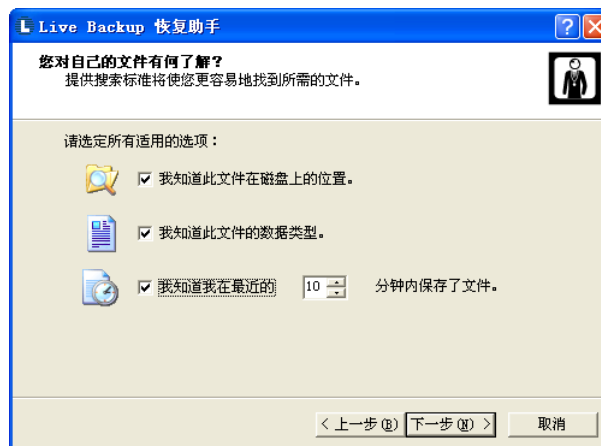 Live Backup 恢复助手
您对自己的文件有何了解？
提供搜索标准将使您更容易地找到所需的文件。
请选定所有适用的选项：
我知道此文件在磁盘上的位置。
我知道此文件的数据类型。
我知道我在最近的 10 分钟内保存了文件。
< 上一步(B) 下一步(N) > 取消